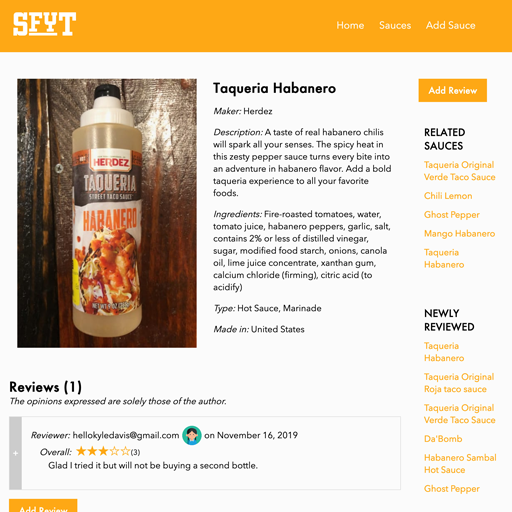 SFYT
Home Sauces Add Sauce
HERDEZ
TAQUERIA
STREET TACO SAUCE
HABANERO
Taqueria Habanero
Maker: Herdez
Description: A taste of real habanero chilis
will spark all your senses. The spicy heat in
this zesty pepper sauce turns every bite into
an adventure in habanero flavor. Add a bold
taqueria experience to all your favorite
foods.
Ingredients: Fire-roasted tomatoes, water,
tomato juice, habanero peppers, garlic, salt,
contains 2% or less of distilled vinegar,
sugar, modified food starch, onions, canola
oil, lime juice concentrate, xanthan gum,
calcium chloride (firming), citric acid (to
acidify)
Type: Hot Sauce, Marinade
Made in: United States
Add Review
RELATED
SAUCES
Taqueria Original
Verde Taco Sauce
Chili Lemon
Ghost Pepper
Mango Habanero
Taqueria
Habanero
NEWLY
REVIEWED
Taqueria
Habanero
Taqueria Original
Roja taco sauce
Taqueria Original
Verde Taco Sauce
Da'Bomb
Habanero Sambal
Hot Sauce
Ghost Pepper
Reviews (1)
The opinions expressed are solely those of the author.
+
Reviewer: hellokyledavis@gmail.com on November 16, 2019
Overall: ★★★☆☆(3)
Glad I tried it but will not be buying a second bottle.
Add Review